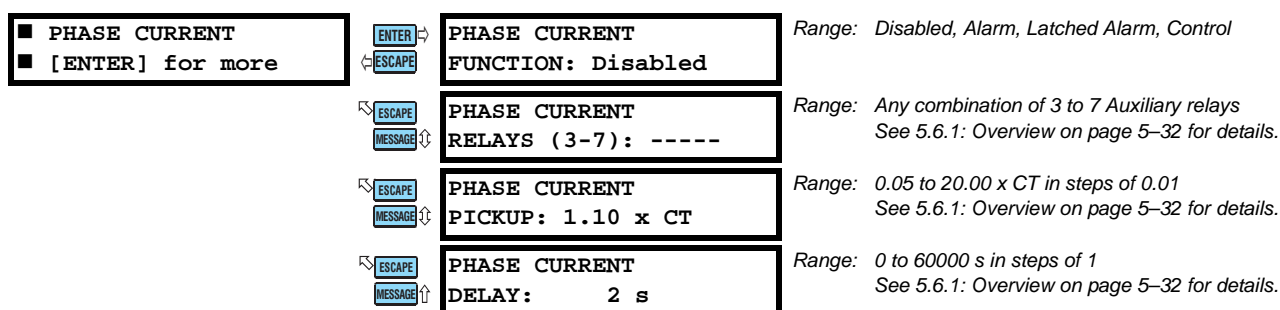 ■ PHASE CURRENT
■ [ENTER] for more
ENTER
ESCAPE
PHASE CURRENT
FUNCTION: Disabled
Range: Disabled, Alarm, Latched Alarm, Control
ESCAPE
MESSAGE
PHASE CURRENT
RELAYS (3-7): -----
Range: Any combination of 3 to 7 Auxiliary relays
See 5.6.1: Overview on page 5–32 for details.
ESCAPE
MESSAGE
PHASE CURRENT
PICKUP: 1.10 x CT
Range: 0.05 to 20.00 x CT in steps of 0.01
See 5.6.1: Overview on page 5–32 for details.
ESCAPE
MESSAGE
PHASE CURRENT
DELAY: 2 s
Range: 0 to 60000 s in steps of 1
See 5.6.1: Overview on page 5–32 for details.